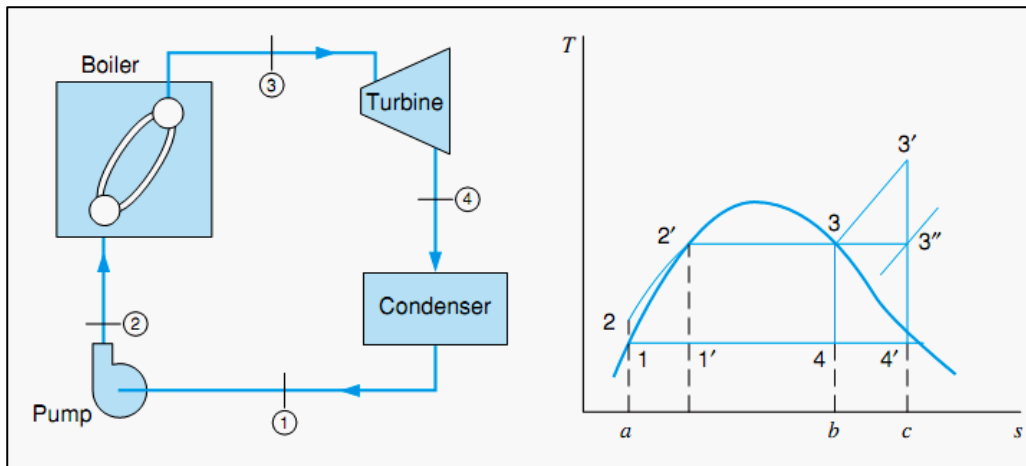 Boiler
3
Turbine
4
Condenser
2
Pump
1
T
3′
3
2′
3″
2
1
1′
4
4′
a
b
c
s